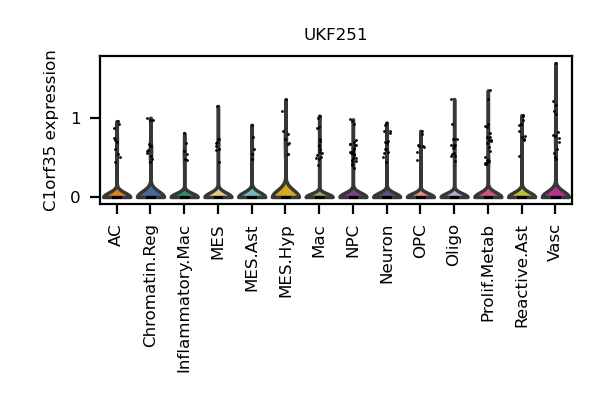 UKF251
C1orf35 expression
1
0
AC
Chromatin.Reg
Inflammatory.Mac
MES
MES.Ast
MES.Hyp
Mac
NPC
Neuron
OPC
Oligo
Prolif.Metab
Reactive.Ast
Vasc